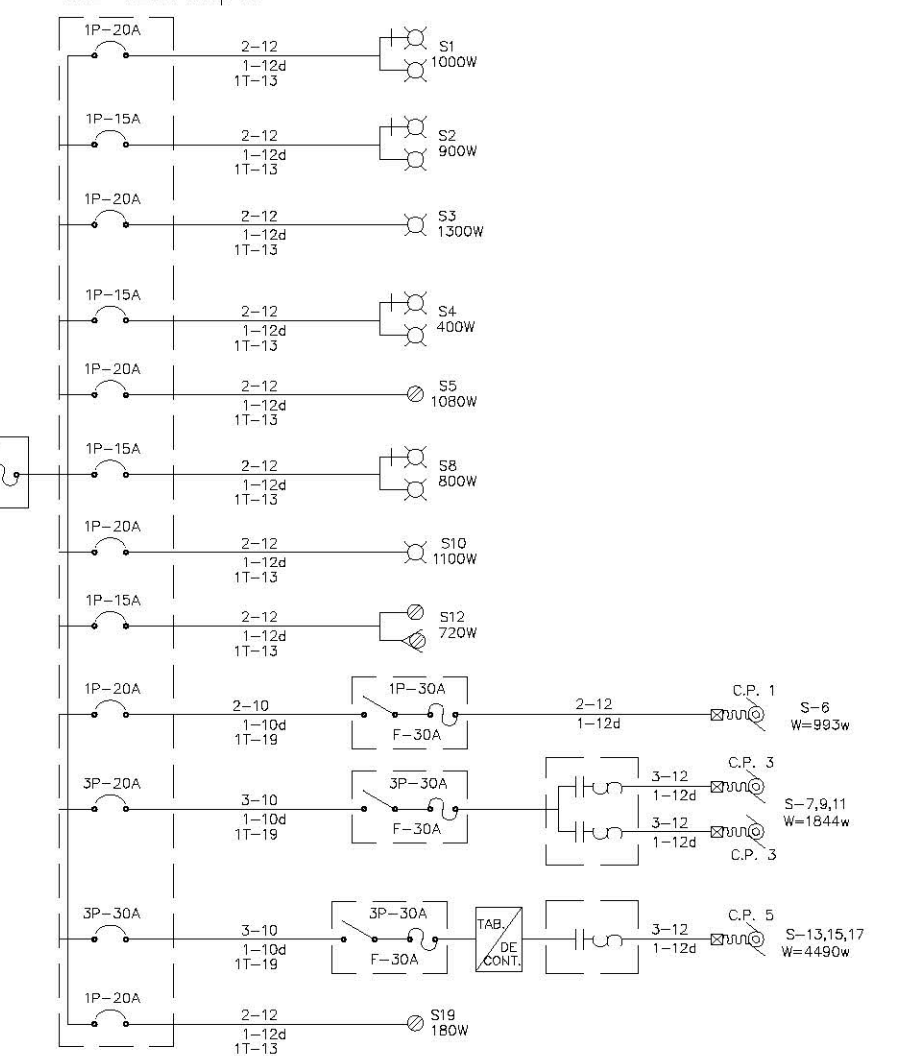 1P-20A
2-12
1-12d
1T-13
S1
1000W
1P-15A
2-12
1-12d
1T-13
S2
900W
1P-20A
2-12
1-12d
1T-13
S3
1300W
1P-15A
2-12
1-12d
1T-13
S4
400W
1P-20A
2-12
1-12d
1T-13
S5
1080W
1P-15A
2-12
1-12d
1T-13
S8
800W
1P-20A
2-12
1-12d
1T-13
S10
1100W
1P-15A
2-12
1-12d
1T-13
S12
720W
1P-20A
2-10
1-10d
1T-19
1P-30A
F-30A
2-12
1-12d
C.P. 1
S-6
W=993w
3P-20A
3-10
1-10d
1T-19
3P-30A
F-30A
3-12
1-12d
C.P. 3
3-12
1-12d
C.P. 3
S-7,9,11
W=1844w
3P-30A
3-10
1-10d
1T-19
3P-30A
F-30A
TAB.
DE
CONT.
3-12
1-12d
C.P. 5
S-13,15,17
W=4490w
1P-20A
2-12
1-12d
1T-13
S19
180W